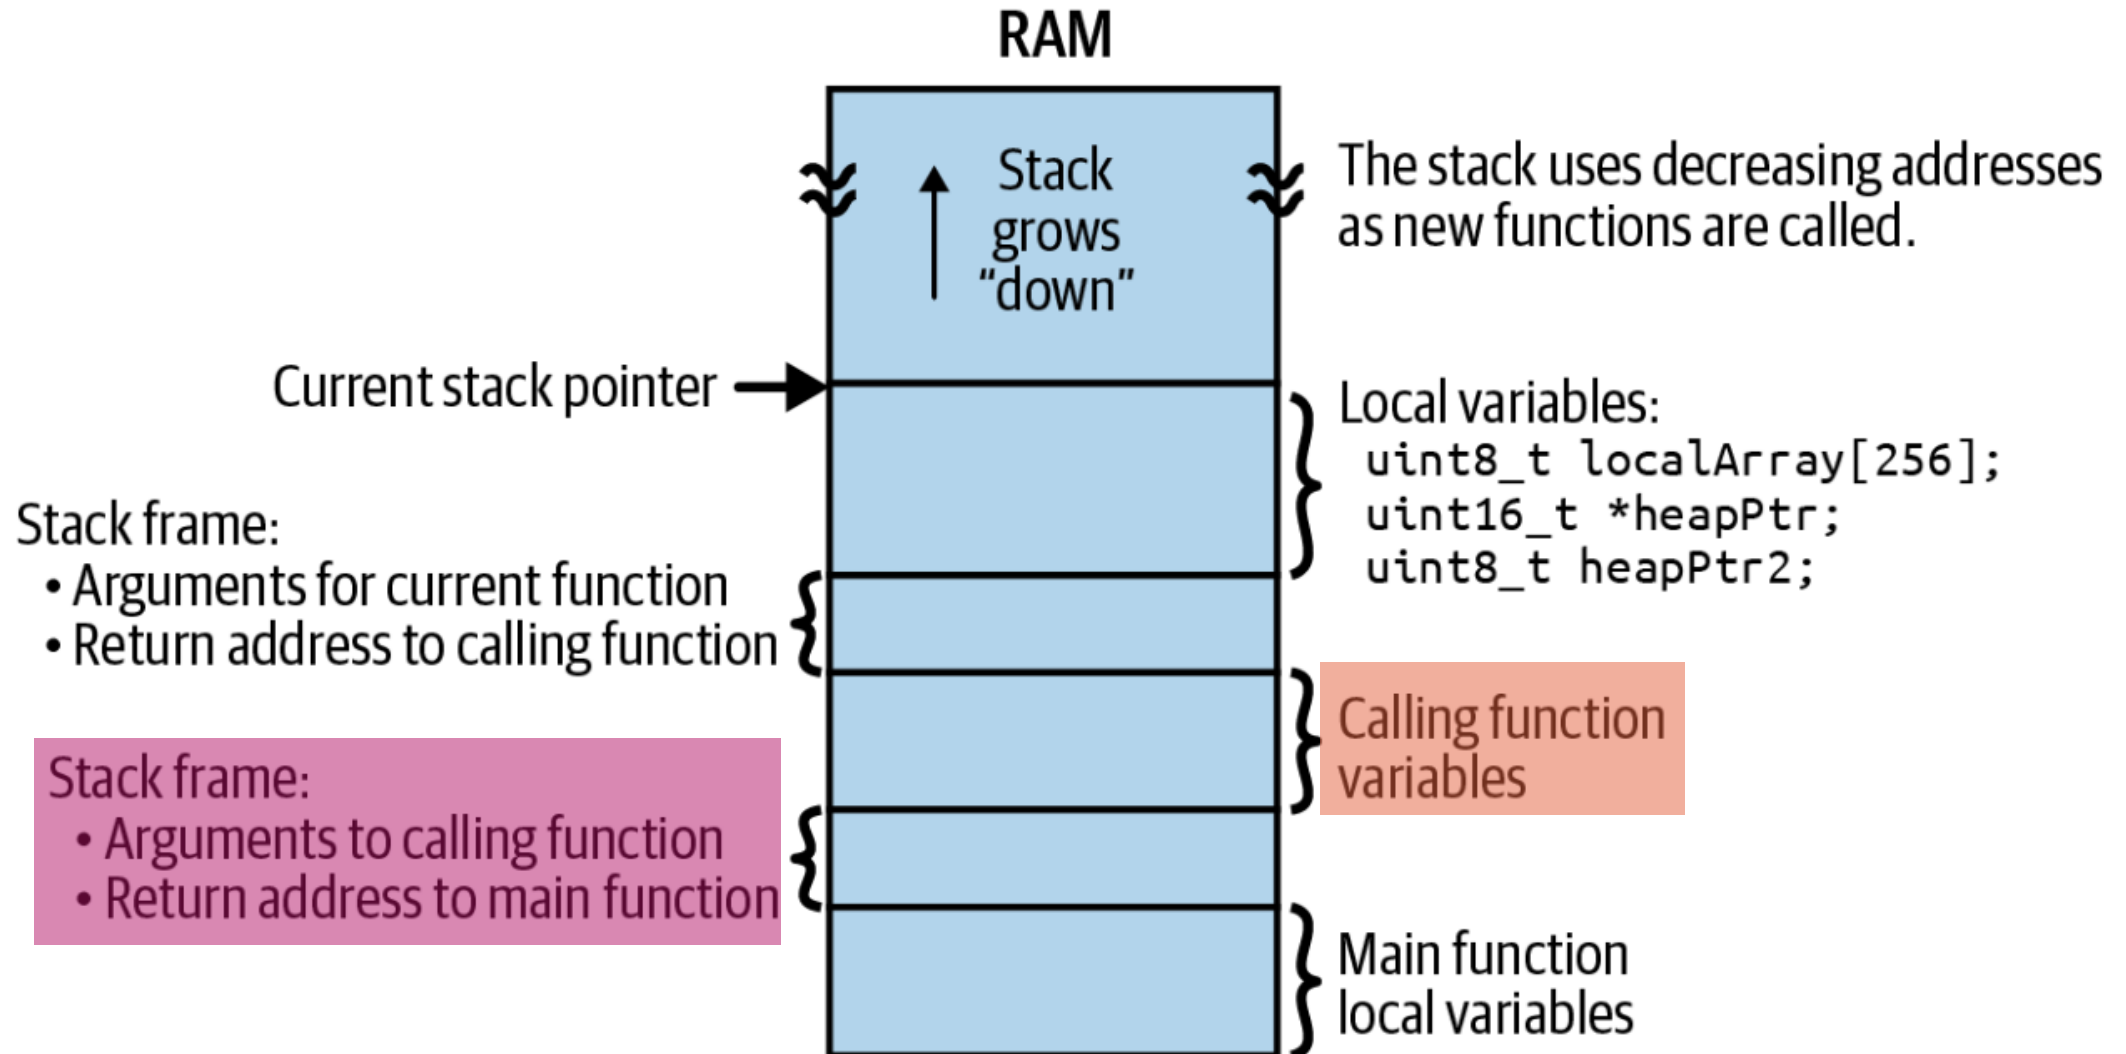 RAM
Stack
grows
“down”
The stack uses decreasing addresses
as new functions are called.
Current stack pointer
Local variables:
uint8_t localArray[256];
uint16_t *heapPtr;
uint8_t heapPtr2;
Stack frame:
• Arguments for current function
• Return address to calling function
Calling function
variables
Stack frame:
• Arguments to calling function
• Return address to main function
Main function
local variables